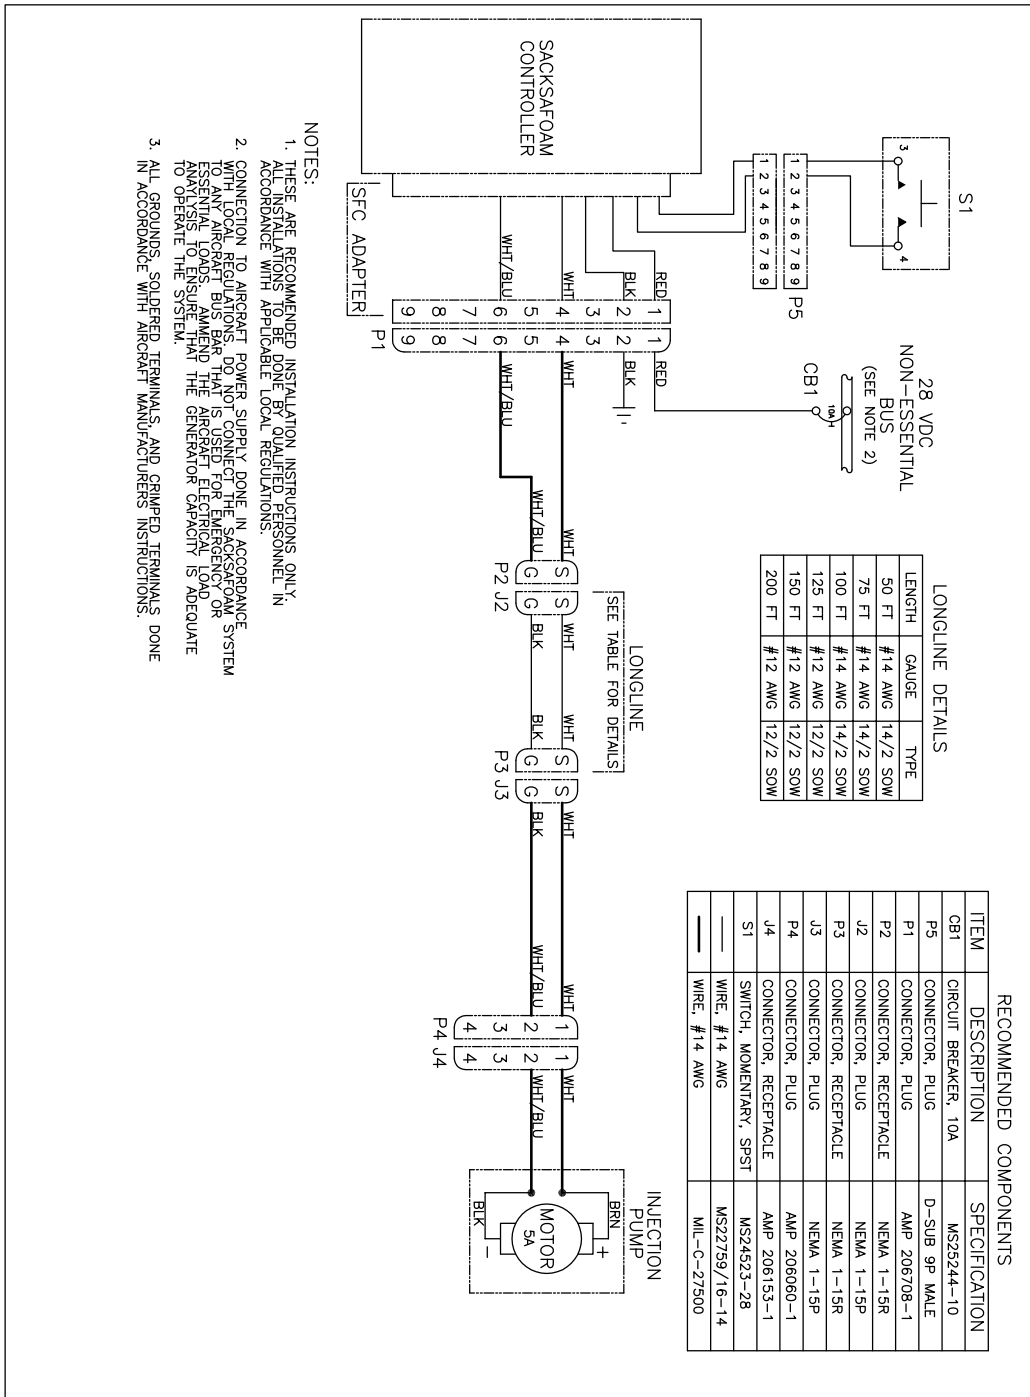 S1
3
4
1 2 3 4 5 6 7 8 9
1 2 3 4 5 6 7 8 9
P5
28 VDC
NON-ESSENTIAL
BUS
(SEE NOTE 2)
CB1
10A
SACKSAFOAM
CONTROLLER
SFC ADAPTER
RED
BLK
WHT
WHT/BLU
1 2 3 4 5 6 7 8 9
1 2 3 4 5 6 7 8 9
P1
RED
BLK
WHT
WHT/BLU
WHT
WHT/BLU
S S
G G
P2 J2
LONGLINE
SEE TABLE FOR DETAILS
WHT
BLK
WHT
BLK
S S
G G
P3 J3
WHT
BLK
WHT
WHT/BLU
1 1
2 2
3 3
4 4
P4 J4
WHT
WHT/BLU
INJECTION
PUMP
BRN
+
MOTOR
5A
−
BLK
LONGLINE DETAILS
LENGTH GAUGE TYPE
50 FT #14 AWG 14/2 SOW
75 FT #14 AWG 14/2 SOW
100 FT #14 AWG 14/2 SOW
125 FT #12 AWG 12/2 SOW
150 FT #12 AWG 12/2 SOW
200 FT #12 AWG 12/2 SOW
RECOMMENDED COMPONENTS
ITEM DESCRIPTION SPECIFICATION
CB1 CIRCUIT BREAKER, 10A MS25244-10
P5 CONNECTOR, PLUG D-SUB 9P MALE
P1 CONNECTOR, PLUG AMP 206708-1
P2 CONNECTOR, RECEPTACLE NEMA 1-15R
J2 CONNECTOR, PLUG NEMA 1-15P
P3 CONNECTOR, RECEPTACLE NEMA 1-15R
J3 CONNECTOR, PLUG NEMA 1-15P
P4 CONNECTOR, PLUG AMP 206060-1
J4 CONNECTOR, RECEPTACLE AMP 206153-1
S1 SWITCH, MOMENTARY, SPST MS24523-28
WIRE, #14 AWG MS22759/16-14
WIRE, #14 AWG MIL-C-27500
NOTES:
1. THESE ARE RECOMMENDED INSTALLATION INSTRUCTIONS ONLY.
ALL INSTALLATIONS TO BE DONE BY QUALIFIED PERSONNEL IN
ACCORDANCE WITH APPLICABLE LOCAL REGULATIONS.
2. CONNECTION TO AIRCRAFT POWER SUPPLY DONE IN ACCORDANCE
WITH LOCAL REGULATIONS. DO NOT CONNECT THE SACKSAFOAM SYSTEM
TO ANY AIRCRAFT BUS BAR THAT IS USED FOR EMERGENCY OR
ESSENTIAL LOADS. AMMEND THE AIRCRAFT ELECTRICAL LOAD
ANAYLYSIS TO ENSURE THAT THE GENERATOR CAPACITY IS ADEQUATE
TO OPERATE THE SYSTEM.
3. ALL GROUNDS, SOLDERED TERMINALS, AND CRIMPED TERMINALS DONE
IN ACCORDANCE WITH AIRCRAFT MANUFACTURERS INSTRUCTIONS.